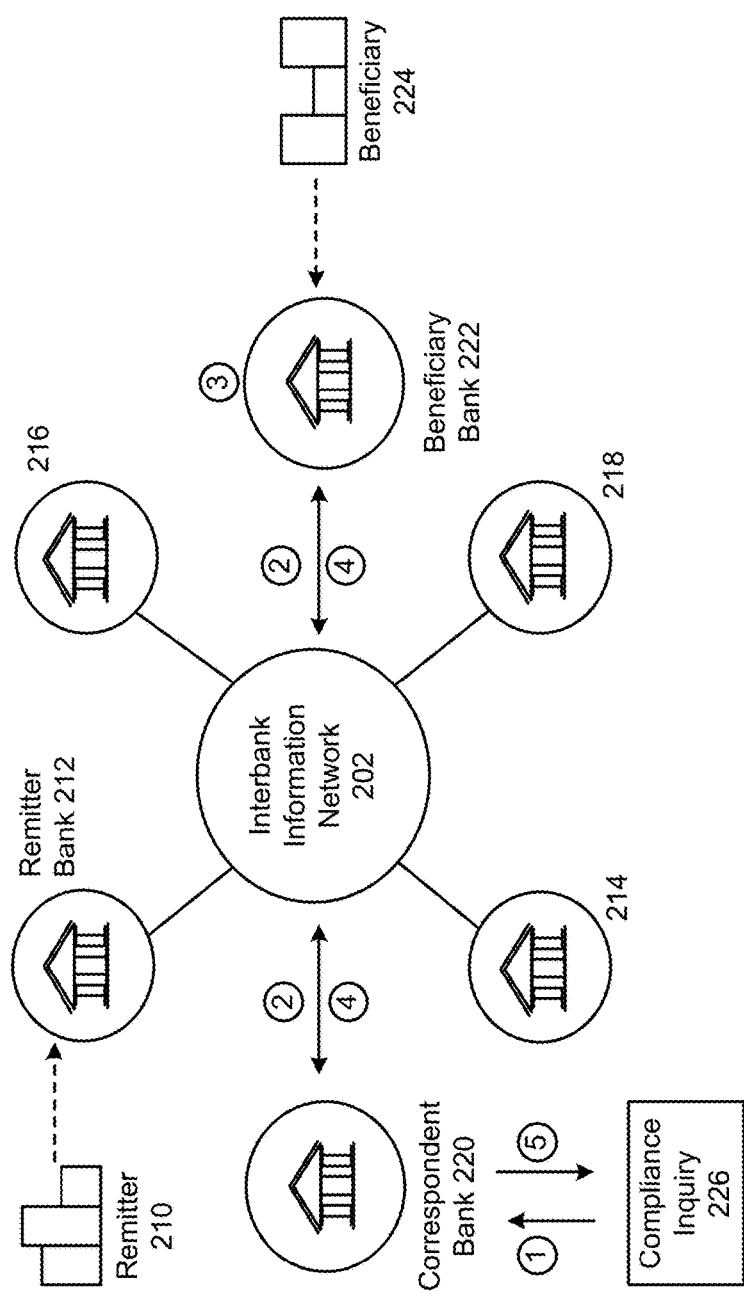 Remitter
210
Remitter
Bank 212
216
Interbank
Information
Network
202
2
4
Correspondent
Bank 220
1
5
Compliance
Inquiry
226
214
2
4
3
Beneficiary
Bank 222
218
Beneficiary
224